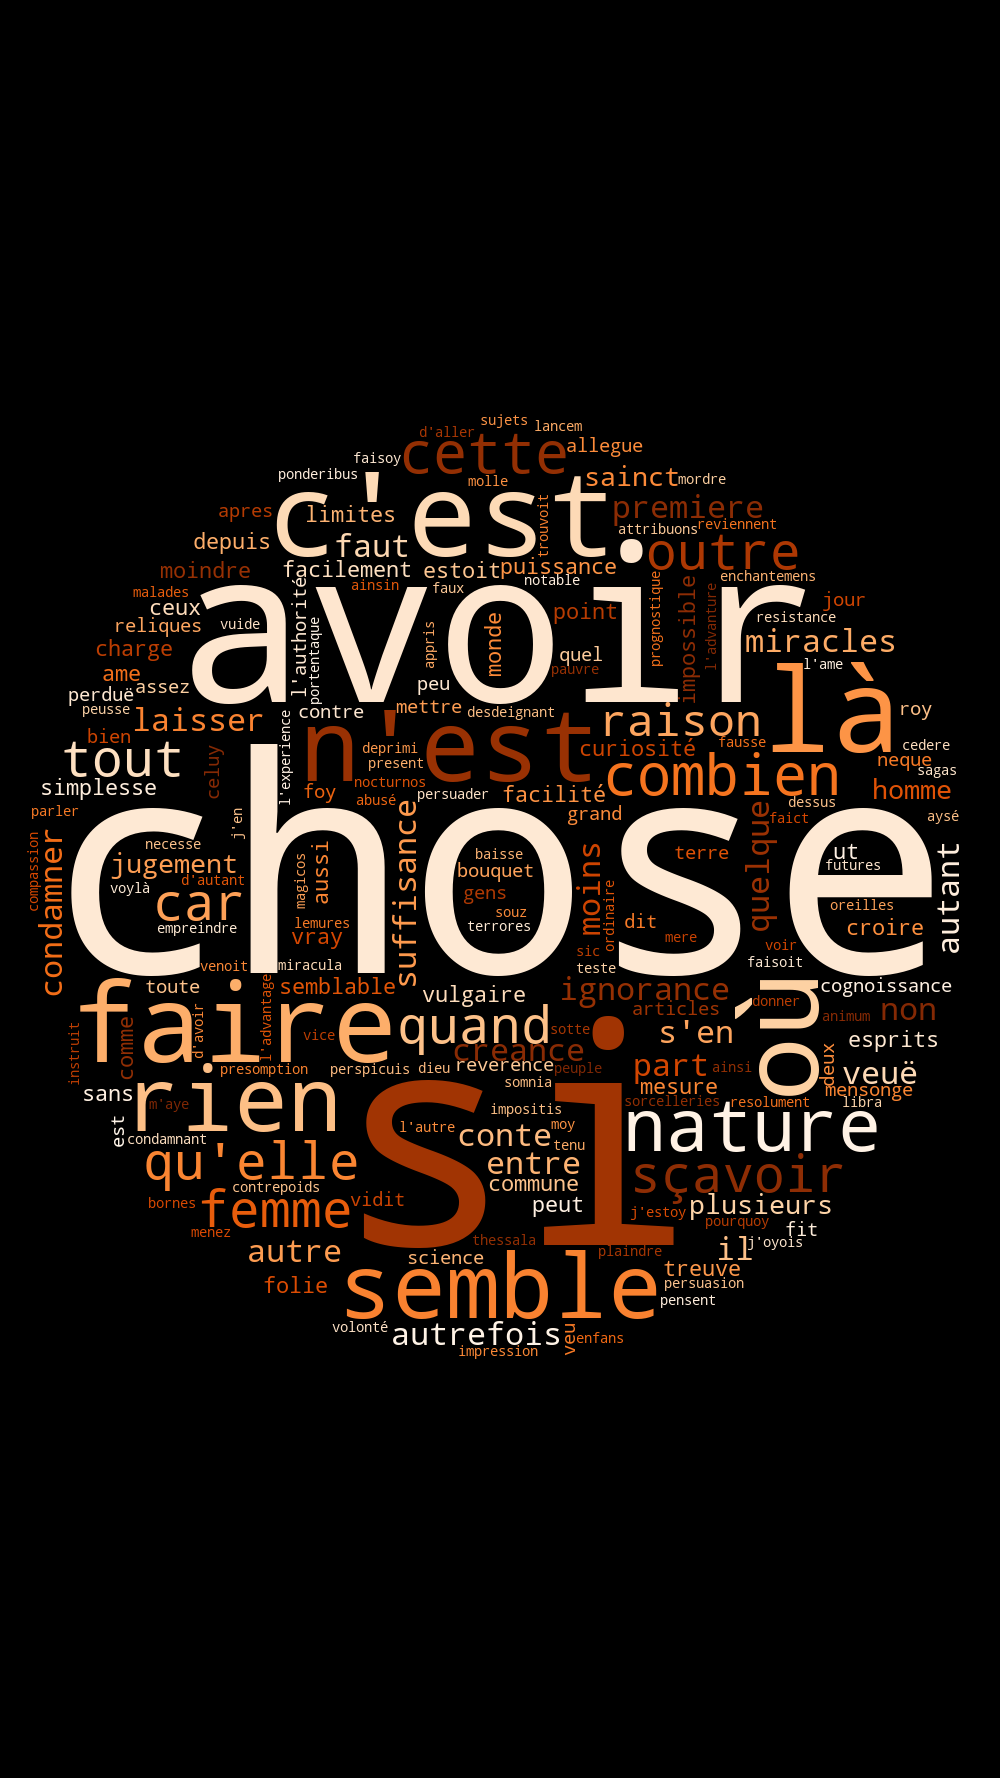 sujets
lancem
d'aller
cette
allegue
faisoy
ponderibus
molle
sainct
mordre
c'est
trouvoit
premiere
apres
limites
attribuons
reviennent
depuis
faut
outre
moindre
facilement
estoit
puissance
notable
enchantemens
malades
ainsin
faux
avoir
ceux
l'authorité
prognostique
impossible
l'advanture
jour
reliques
vuide
portentaque
appris
monde
point
resistance
charge
quel
miracles
ame
assez
peu
pauvre
l'ame
là
perduë
peusse
contre
mettre
desdeignant
roy
laisser
n'est
raison
bien
l'experience
deprimi
curiosité
fausse
cedere
tout
celuy
present
neque
simplesse
nocturnos
combien
sagas
foy
abusé
persuader
facilité
homme
parler
j'en
grand
dessus
faict
aysé
chose
compassion
condamner
necesse
jugement
voylà
d'autant
car
empreindre
magicos
aussi
lemures
vray
suffisance
baisse
bouquet
gens
souz
terrores
moins
ordinaire
dit
terre
mere
quelque
ut
futures
oreilles
croire
autant
venoit
miracula
sic
teste
voir
faisoit
toute
semblable
vulgaire
ignorance
cognoissance
faire
d'avoir
l'advantage
vice
quand
sotte
articles
donner
où
animum
non
instruit
comme
creance
s'en
esprits
presomption
perspicuis
dieu
reverence
peuple
part
ainsi
deux
veuë
sans
m'aye
rien
si
somnia
mesure
mensonge
est
condamnant
impositis
sorcelleries
resolument
libra
l'autre
conte
moy
tenu
nature
qu'elle
entre
contrepoids
commune
sçavoir
bornes
femme
vidit
peut
j'estoy
plusieurs
menez
pourquoy
fit
autre
thessala
plaindre
il
j'oyois
science
treuve
folie
semble
persuasion
pensent
volonté
autrefois
veu
enfans
impression